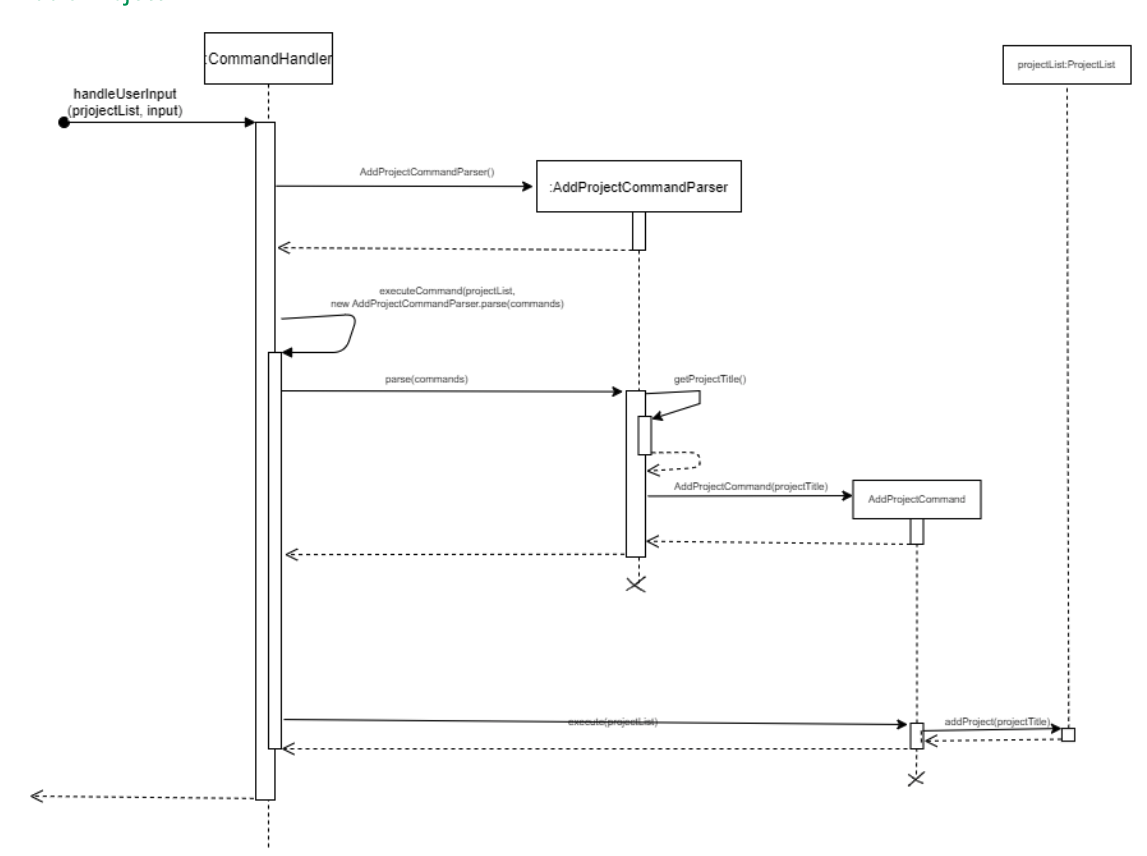 :CommandHandler
projectList:ProjectList
handleUserInput
(prjojectList, input)
AddProjectCommandParser()
:AddProjectCommandParser
executeCommand(projectList,
new AddProjectCommandParser.parse(commands)
parse(commands)
getProjectTitle()
AddProjectCommand(projectTitle)
AddProjectCommand
execute(projectList)
addProject(projectTitle)